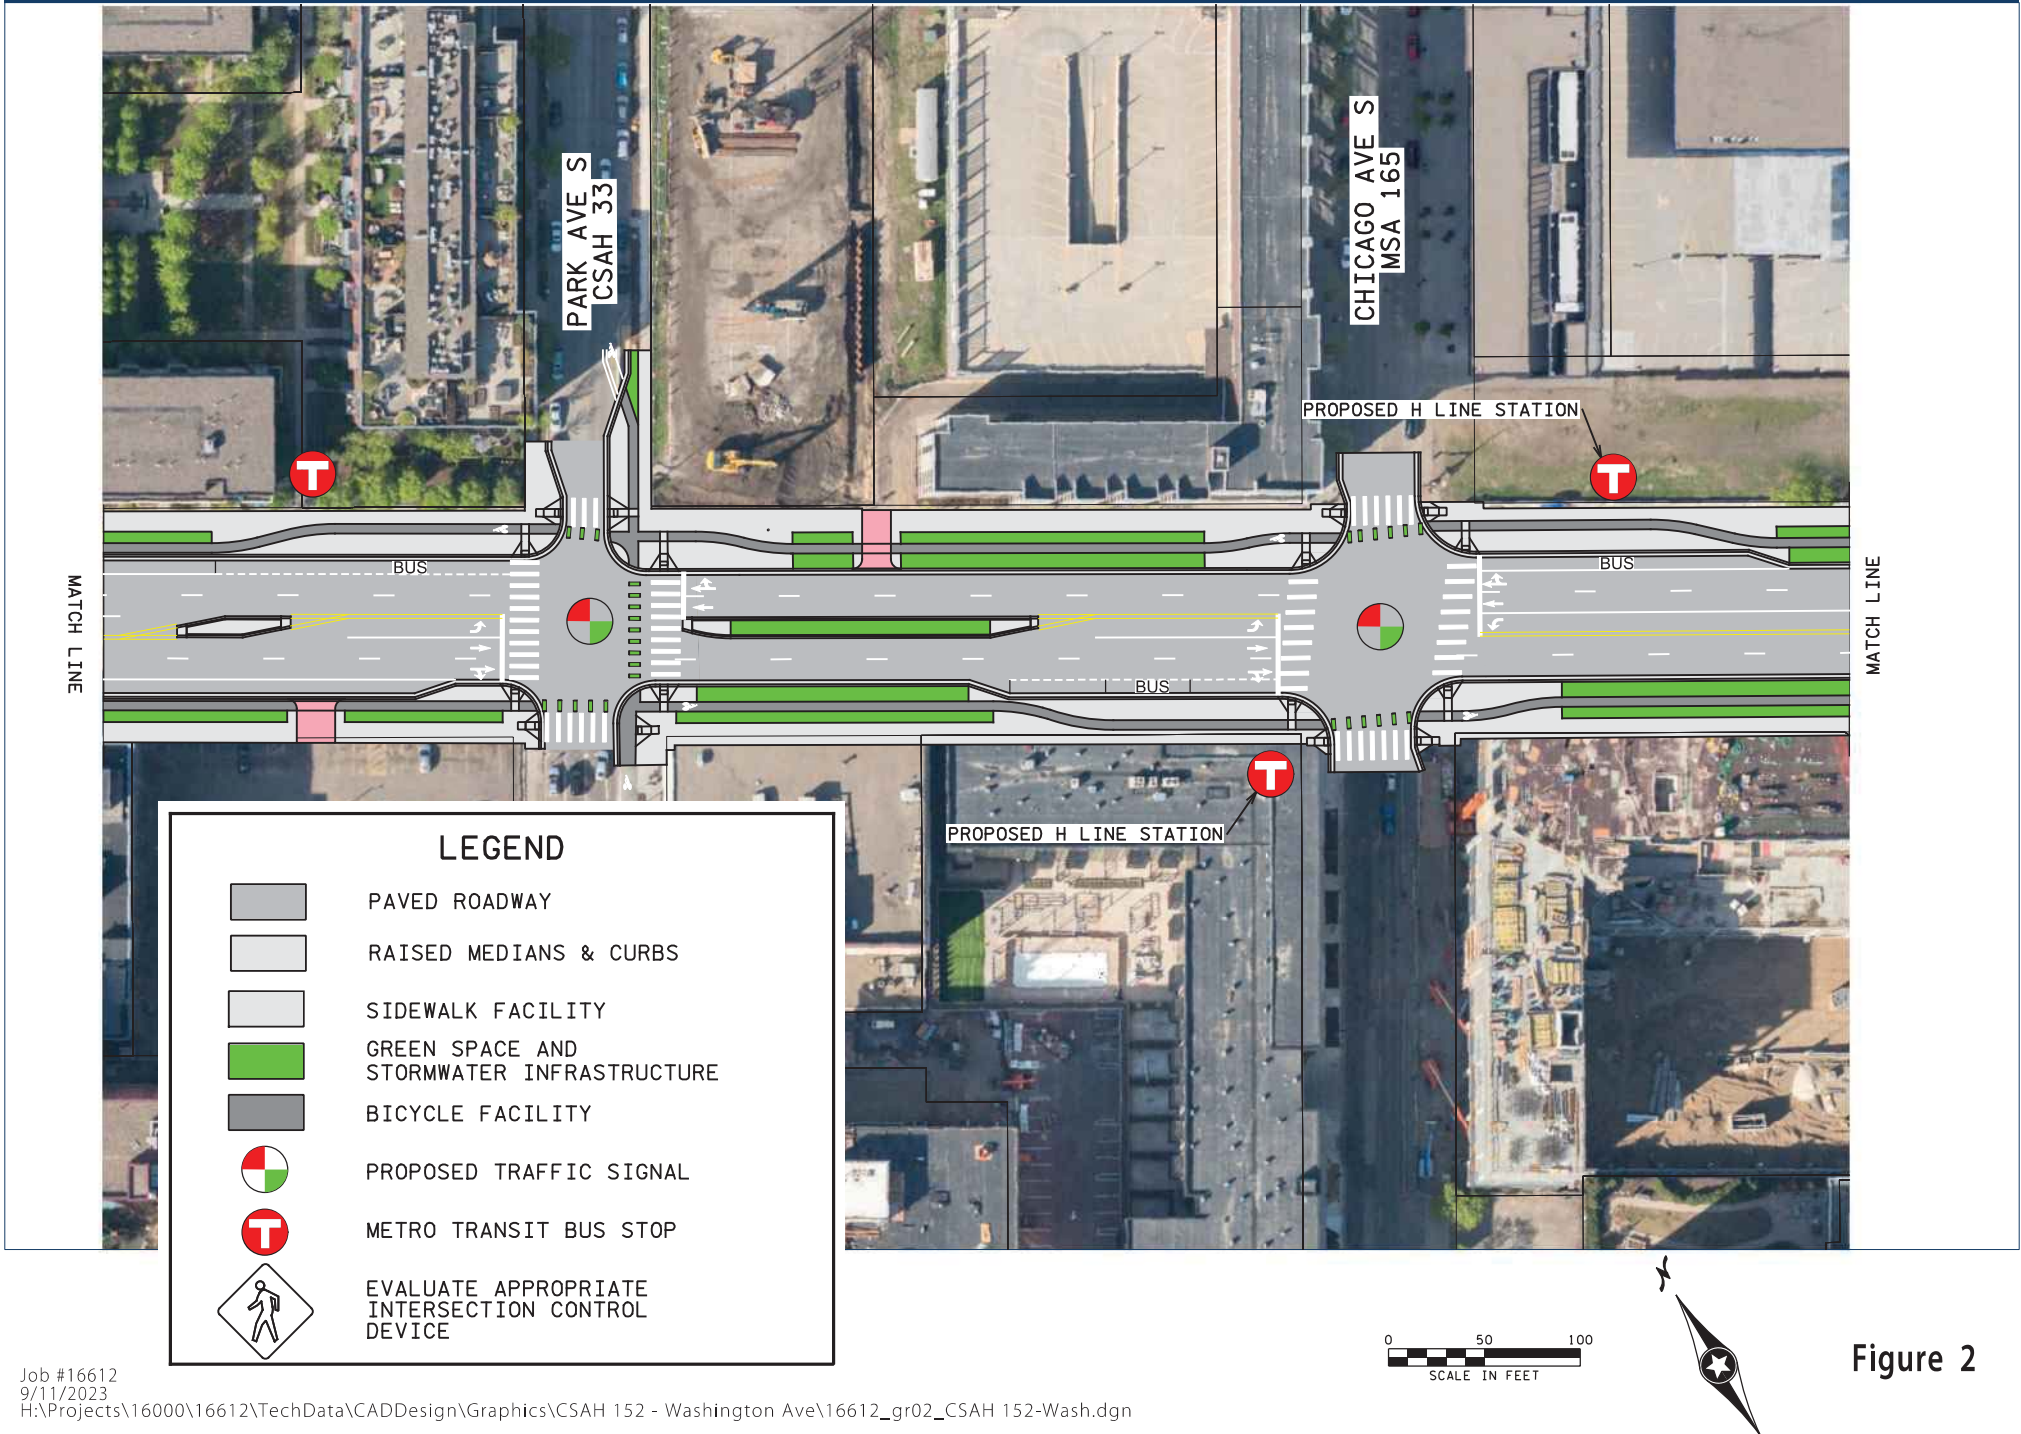 PARK AVE S
CSAH 33
CHICAGO AVE S
MSA 165
PROPOSED H LINE STATION
T
T
BUS
BUS
MATCH LINE
MATCH LINE
BUS
T
PROPOSED H LINE STATION
LEGEND
PAVED ROADWAY
RAISED MEDIANS & CURBS
SIDEWALK FACILITY
GREEN SPACE AND
STORMWATER INFRASTRUCTURE
BICYCLE FACILITY
PROPOSED TRAFFIC SIGNAL
T METRO TRANSIT BUS STOP
EVALUATE APPROPRIATE
INTERSECTION CONTROL
DEVICE
N
0 50 100
SCALE IN FEET
Figure 2
Job #16612
9/11/2023
H:\Projects\16000\16612\TechData\CADDesign\Graphics\CSAH 152 - Washington Ave\16612_gr02_CSAH 152-Wash.dgn